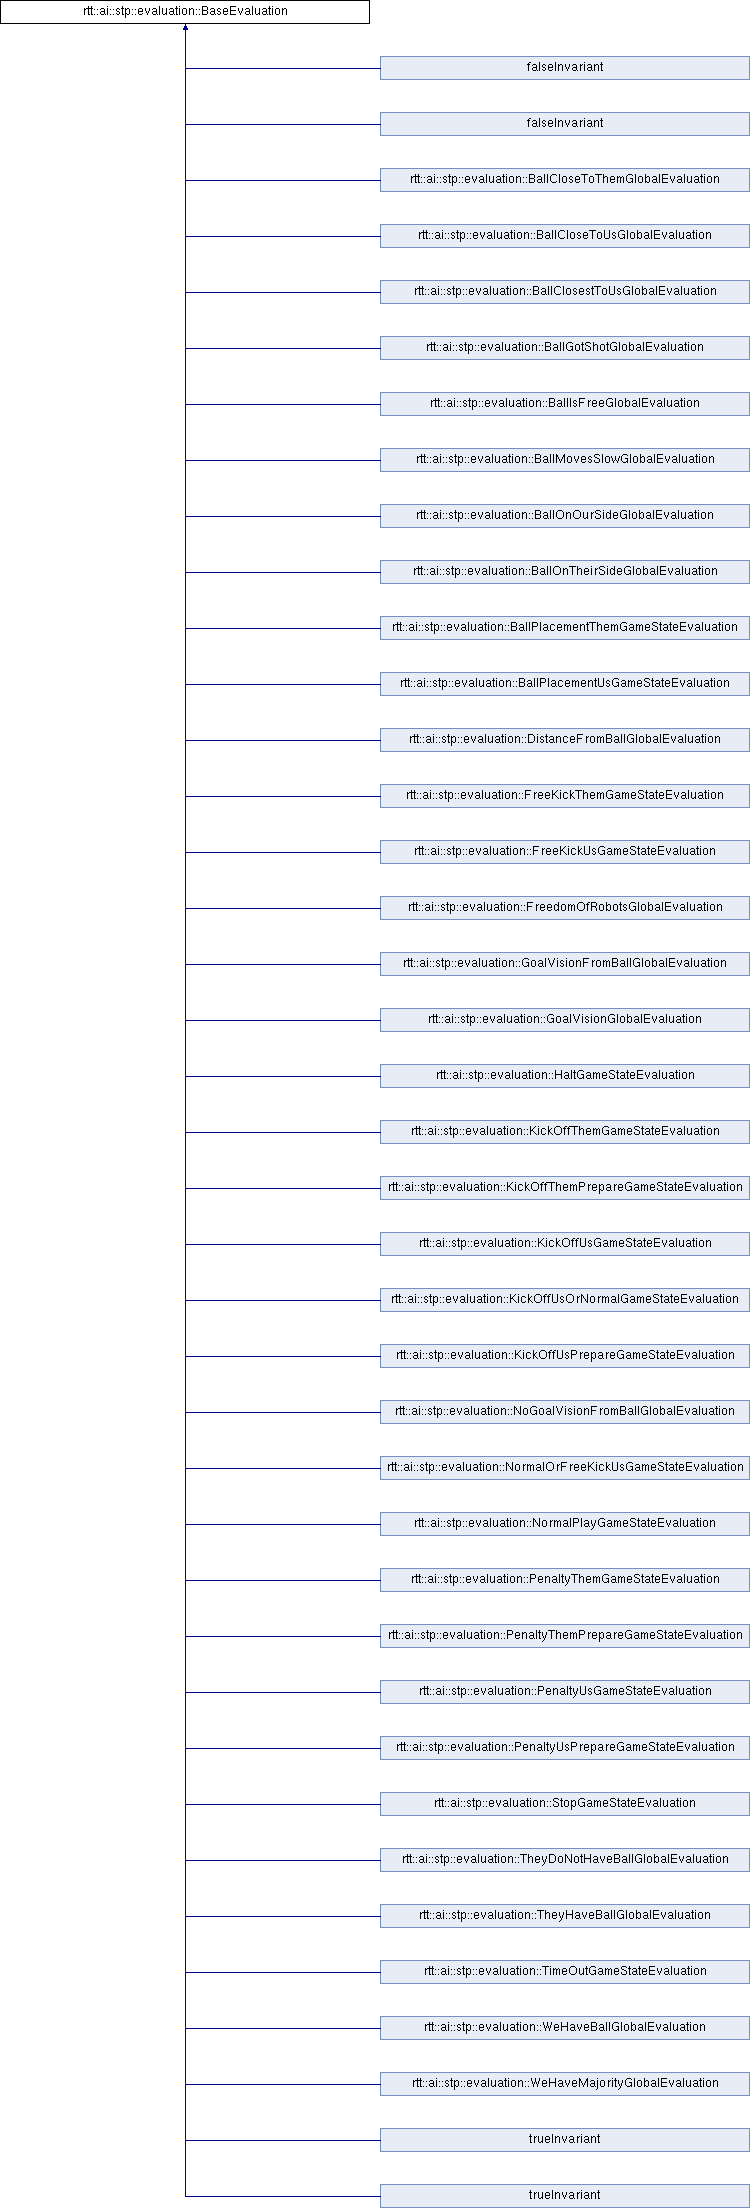 rtt::ai::stp::evaluation::BaseEvaluation
falseInvariant
falseInvariant
rtt::ai::stp::evaluation::BallCloseToThemGlobalEvaluation
rtt::ai::stp::evaluation::BallCloseToUsGlobalEvaluation
rtt::ai::stp::evaluation::BallClosestToUsGlobalEvaluation
rtt::ai::stp::evaluation::BallGotShotGlobalEvaluation
rtt::ai::stp::evaluation::BallIsFreeGlobalEvaluation
rtt::ai::stp::evaluation::BallMovesSlowGlobalEvaluation
rtt::ai::stp::evaluation::BallOnOurSideGlobalEvaluation
rtt::ai::stp::evaluation::BallOnTheirSideGlobalEvaluation
rtt::ai::stp::evaluation::BallPlacementThemGameStateEvaluation
rtt::ai::stp::evaluation::BallPlacementUsGameStateEvaluation
rtt::ai::stp::evaluation::DistanceFromBallGlobalEvaluation
rtt::ai::stp::evaluation::FreeKickThemGameStateEvaluation
rtt::ai::stp::evaluation::FreeKickUsGameStateEvaluation
rtt::ai::stp::evaluation::FreedomOfRobotsGlobalEvaluation
rtt::ai::stp::evaluation::GoalVisionFromBallGlobalEvaluation
rtt::ai::stp::evaluation::GoalVisionGlobalEvaluation
rtt::ai::stp::evaluation::HaltGameStateEvaluation
rtt::ai::stp::evaluation::KickOffThemGameStateEvaluation
rtt::ai::stp::evaluation::KickOffThemPrepareGameStateEvaluation
rtt::ai::stp::evaluation::KickOffUsGameStateEvaluation
rtt::ai::stp::evaluation::KickOffUsOrNormalGameStateEvaluation
rtt::ai::stp::evaluation::KickOffUsPrepareGameStateEvaluation
rtt::ai::stp::evaluation::NoGoalVisionFromBallGlobalEvaluation
rtt::ai::stp::evaluation::NormalOrFreeKickUsGameStateEvaluation
rtt::ai::stp::evaluation::NormalPlayGameStateEvaluation
rtt::ai::stp::evaluation::PenaltyThemGameStateEvaluation
rtt::ai::stp::evaluation::PenaltyThemPrepareGameStateEvaluation
rtt::ai::stp::evaluation::PenaltyUsGameStateEvaluation
rtt::ai::stp::evaluation::PenaltyUsPrepareGameStateEvaluation
rtt::ai::stp::evaluation::StopGameStateEvaluation
rtt::ai::stp::evaluation::TheyDoNotHaveBallGlobalEvaluation
rtt::ai::stp::evaluation::TheyHaveBallGlobalEvaluation
rtt::ai::stp::evaluation::TimeOutGameStateEvaluation
rtt::ai::stp::evaluation::WeHaveBallGlobalEvaluation
rtt::ai::stp::evaluation::WeHaveMajorityGlobalEvaluation
trueInvariant
trueInvariant